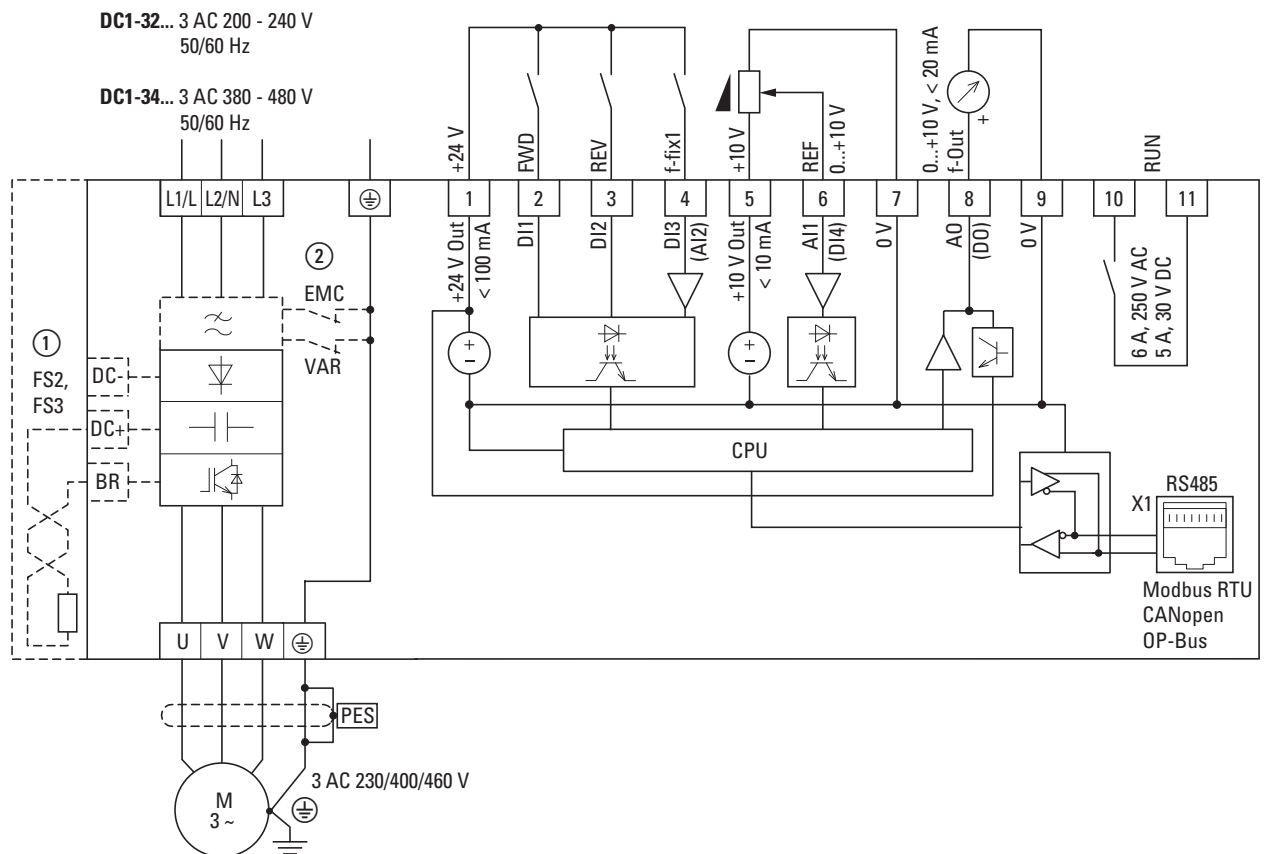 DC1-32... 3 AC 200 - 240 V
50/60 Hz
DC1-34... 3 AC 380 - 480 V
50/60 Hz
+24 V
FWD
REV
f-fix1
+10 V
REF
0...+10 V
0...+10 V, < 20 mA
f-Out
+
RUN
L1/L L2/N L3
1 2 3 4 5 6 7 8 9 10 11
+24 V Out
< 100 mA
DI1
DI2
DI3
(AI2)
+10 V Out
< 10 mA
AI1
(DI4)
0 V
AO
(DO)
0 V
6 A, 250 V AC
5 A, 30 V DC
2
EMC
VAR
1
FS2,
FS3
DC-
DC+
BR
+
-
+
-
CPU
X1
RS485
Modbus RTU
CANopen
OP-Bus
U V W
PES
3 AC 230/400/460 V
M
3 ~